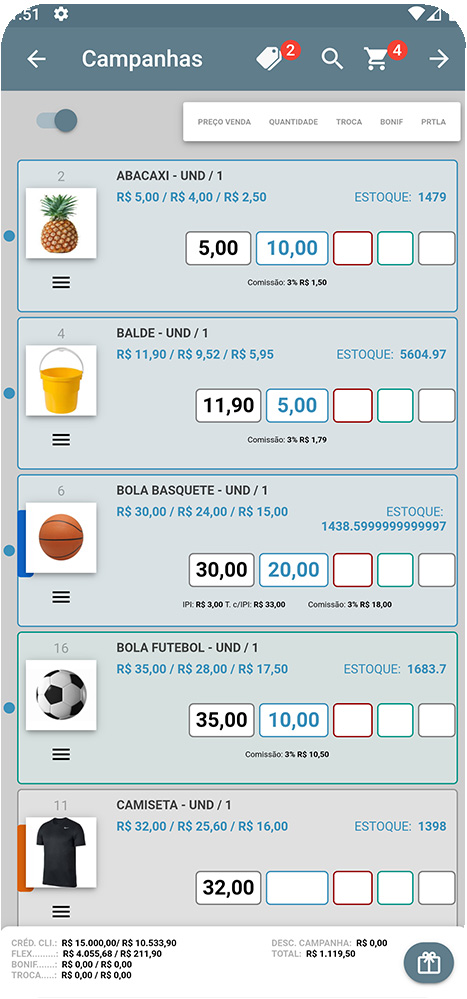 :51
Campanhas
2
4
PREÇO VENDA QUANTIDADE TROCA BONIF PRTLA
2
ABACAXI - UND / 1
R$ 5,00 / R$ 4,00 / R$ 2,50 ESTOQUE: 1479
5,00 10,00
Comissão: 3% R$ 1,50
4
BALDE - UND / 1
R$ 11,90 / R$ 9,52 / R$ 5,95 ESTOQUE: 5604.97
11,90 5,00
Comissão: 3% R$ 1,79
6
BOLA BASQUETE - UND / 1
R$ 30,00 / R$ 24,00 / R$ 15,00 ESTOQUE:
1438.5999999999997
30,00 20,00
IPI: R$ 3,00 T. c/IPI: R$ 33,00 Comissão: 3% R$ 18,00
16
BOLA FUTEBOL - UND / 1
R$ 35,00 / R$ 28,00 / R$ 17,50 ESTOQUE: 1683.7
35,00 10,00
Comissão: 3% R$ 10,50
11
CAMISETA - UND / 1
R$ 32,00 / R$ 25,60 / R$ 16,00 ESTOQUE: 1398
32,00
CRÉD. CLI.: R$ 15.000,00/ R$ 10.533,90 DESC. CAMPANHA: R$ 0,00
FLEX.........: R$ 4.055,68 / R$ 211,90 TOTAL: R$ 1.119,50
BONIF......: R$ 0,00 / R$ 0,00
TROCA.....: R$ 0,00 / R$ 0,00